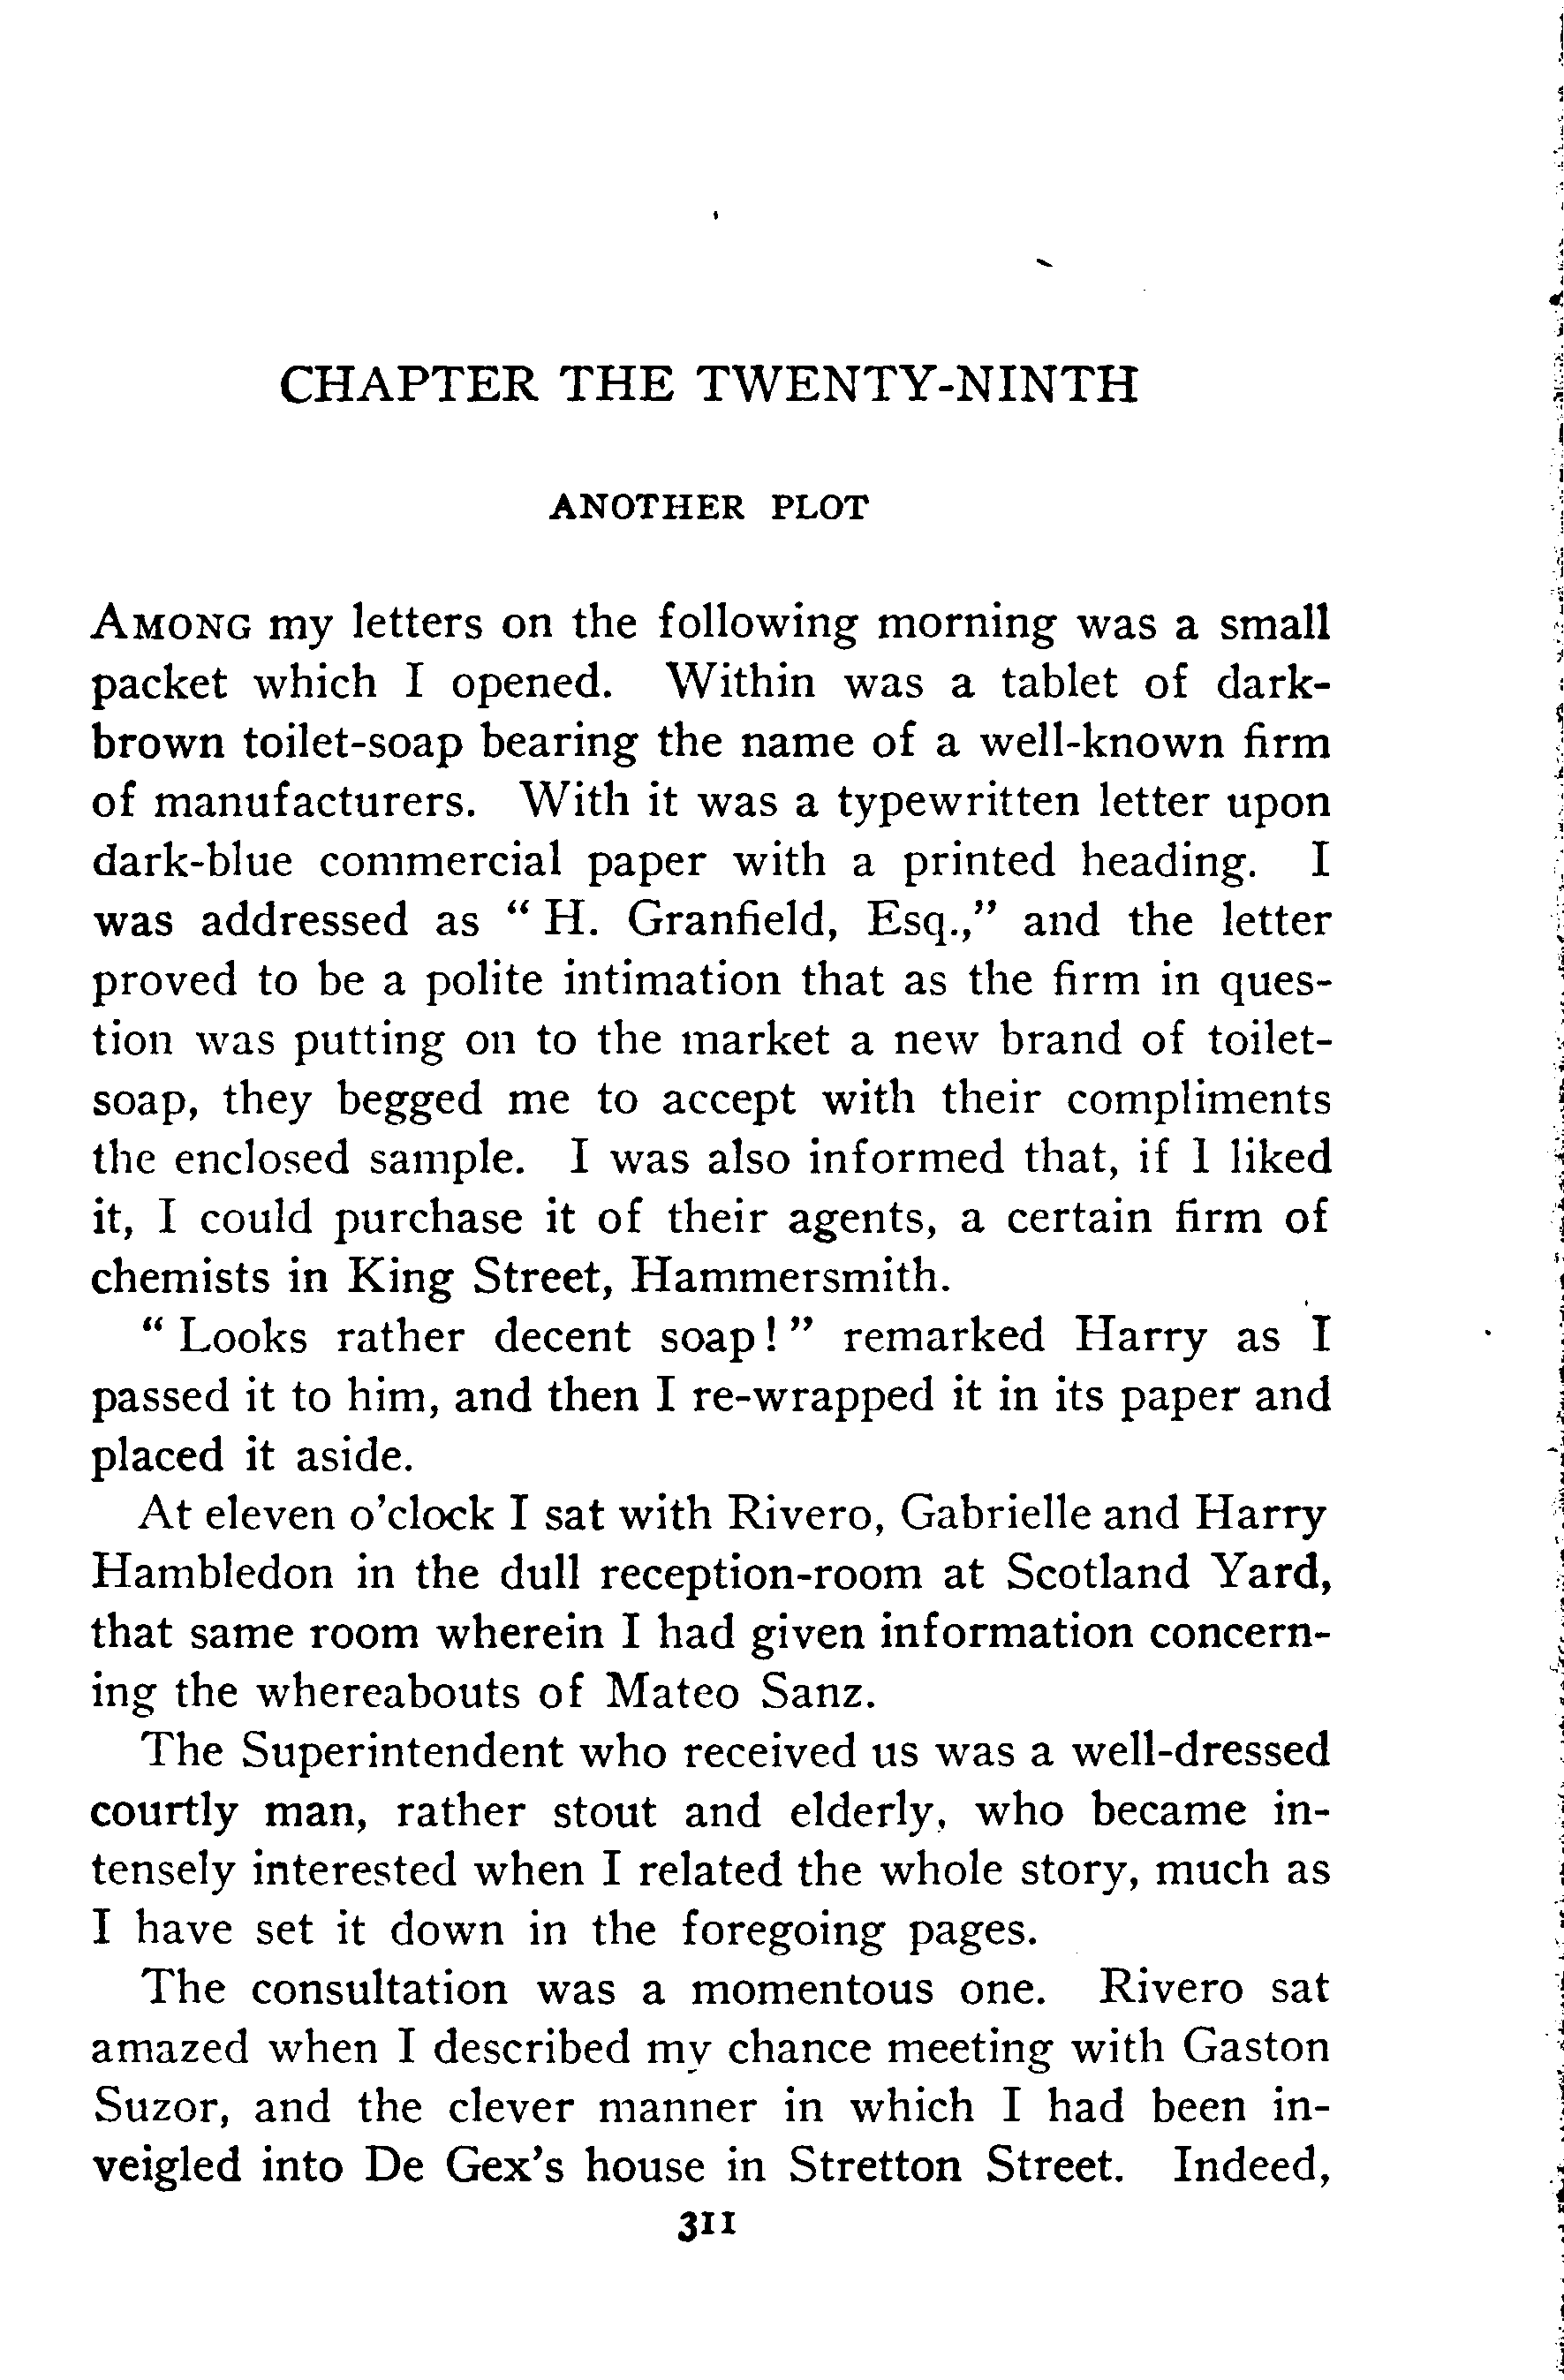 CHAPTER THE TWENTY-NINTH
ANOTHER PLOT
AMONG my letters on the following morning was a small
packet which I opened. Within was a tablet of dark-
brown toilet-soap bearing the name of a well-known firm
of manufacturers. With it was a typewritten letter upon
dark-blue commercial paper with a printed heading. I
was addressed as “ H. Granfield, Esq.,” and the letter
proved to be a polite intimation that as the firm in ques-
tion was putting on to the market a new brand of toilet-
soap, they begged me to accept with their compliments
the enclosed sample. I was also informed that, if I liked
it, I could purchase it of their agents, a certain firm of
chemists in King Street, Hammersmith.
“ Looks rather decent soap! ” remarked Harry as I
passed it to him, and then I re-wrapped it in its paper and
placed it aside.
At eleven o’clock I sat with Rivero, Gabrielle and Harry
Hambledon in the dull reception-room at Scotland Yard,
that same room wherein I had given information concern-
ing the whereabouts of Mateo Sanz.
The Superintendent who received us was a well-dressed
courtly man, rather stout and elderly, who became in-
tensely interested when I related the whole story, much as
I have set it down in the foregoing pages.
The consultation was a momentous one. Rivero sat
amazed when I described my chance meeting with Gaston
Suzor, and the clever manner in which I had been in-
veigled into De Gex’s house in Stretton Street. Indeed,
311